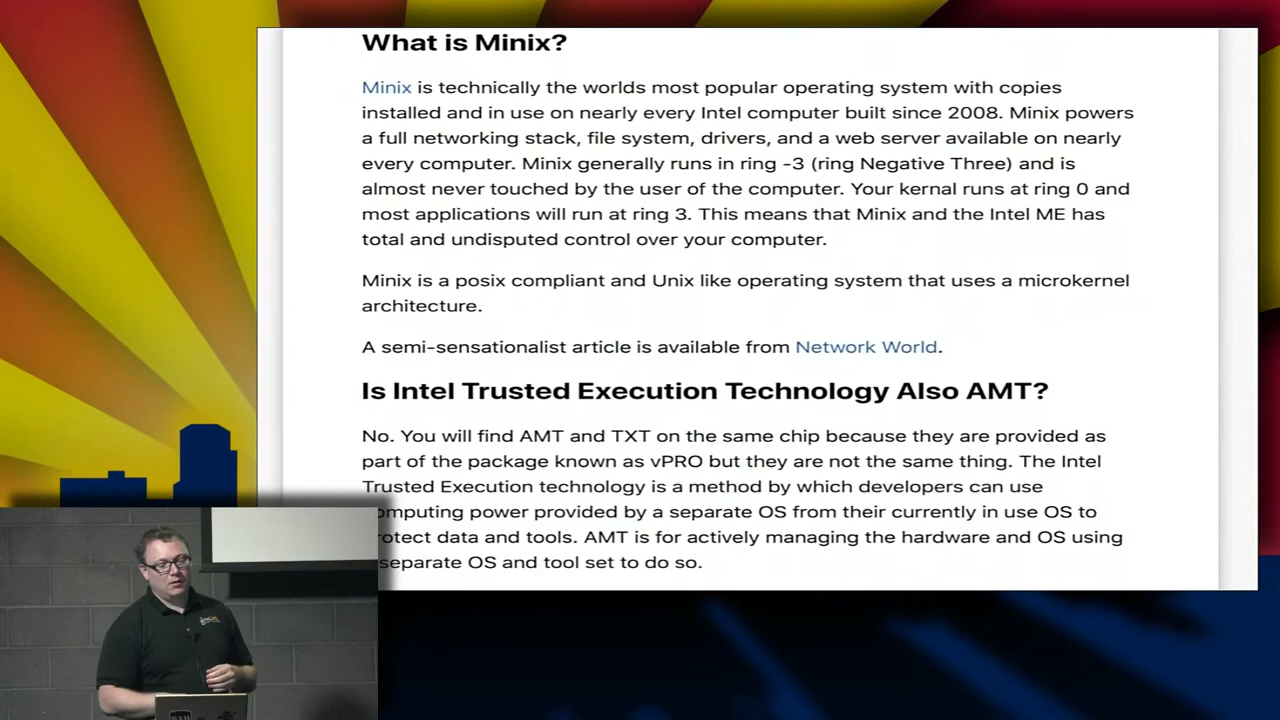 What is Minix?
Minix is technically the worlds most popular operating system with copies
installed and in use on nearly every Intel computer built since 2008. Minix powers
a full networking stack, file system, drivers, and a web server available on nearly
every computer. Minix generally runs in ring -3 (ring Negative Three) and is
almost never touched by the user of the computer. Your kernal runs at ring 0 and
most applications will run at ring 3. This means that Minix and the Intel ME has
total and undisputed control over your computer.
Minix is a posix compliant and Unix like operating system that uses a microkernel
architecture.
A semi-sensationalist article is available from Network World.
Is Intel Trusted Execution Technology Also AMT?
No. You will find AMT and TXT on the same chip because they are provided as
part of the package known as vPRO but they are not the same thing. The Intel
Trusted Execution technology is a method by which developers can use
omputing power provided by a separate OS from their currently in use OS to
rotect data and tools. AMT is for actively managing the hardware and OS using
separate OS and tool set to do so.